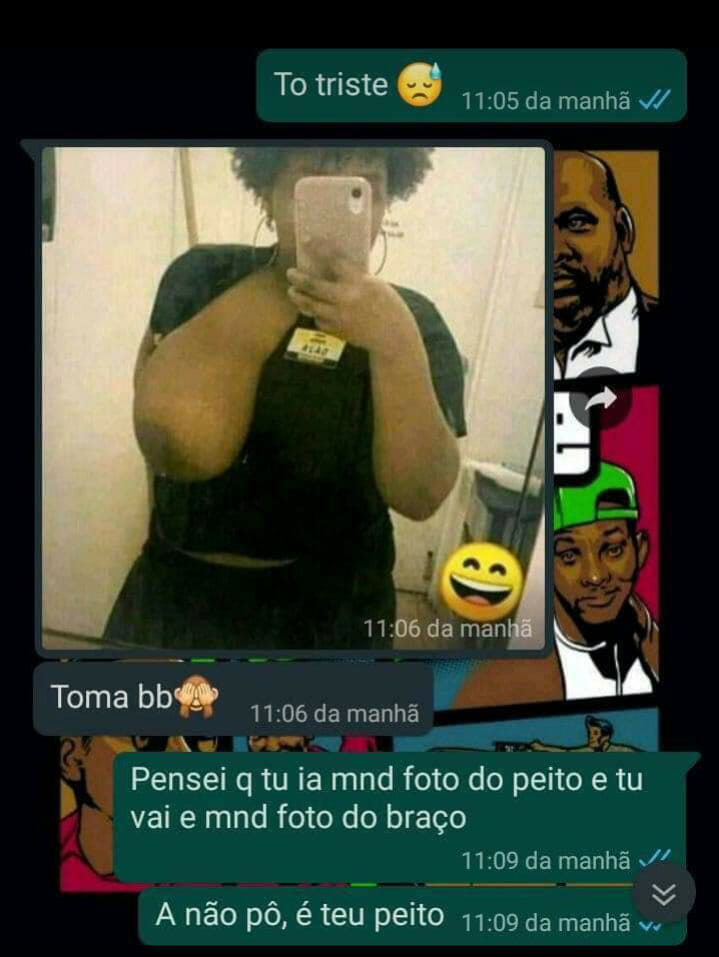 To triste 😓 11:05 da manhã
11:06 da manhã
Toma bb🙈 11:06 da manhã
Pensei q tu ia mnd foto do peito e tu
vai e mnd foto do braço
11:09 da manhã
A não pô, é teu peito 11:09 da manhã